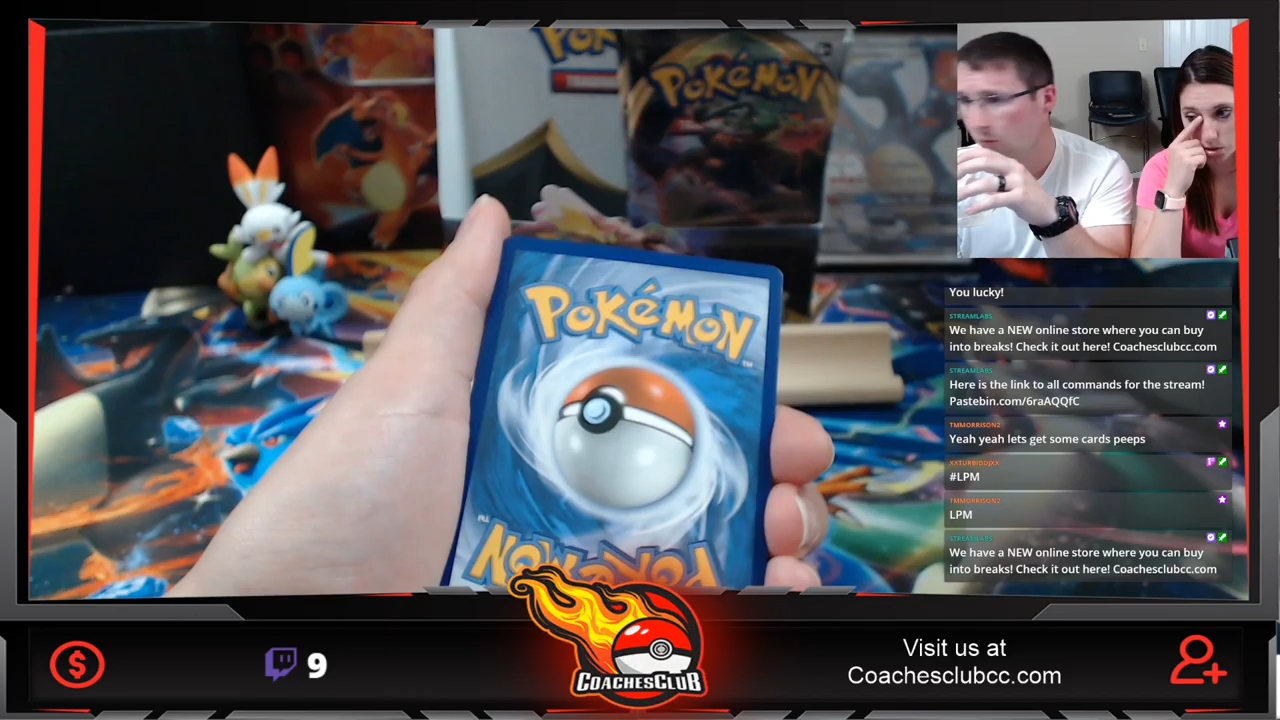 POKÉMON
POKÉMON
TM
POKÉMON
You lucky!
STREAMLABS
We have a NEW online store where you can buy
into breaks! Check it out here! Coachesclubcc.com
STREAMLABS
Here is the link to all commands for the stream!
Pastebin.com/6raAQQfC
TMMORRISON2
Yeah yeah lets get some cards peeps
XXTURBIDDJXX
#LPM
TMMORRISON2
LPM
STREAMLABS
We have a NEW online store where you can buy
into breaks! Check it out here! Coachesclubcc.com
9
COACHESCLUB
Visit us at
Coachesclubcc.com